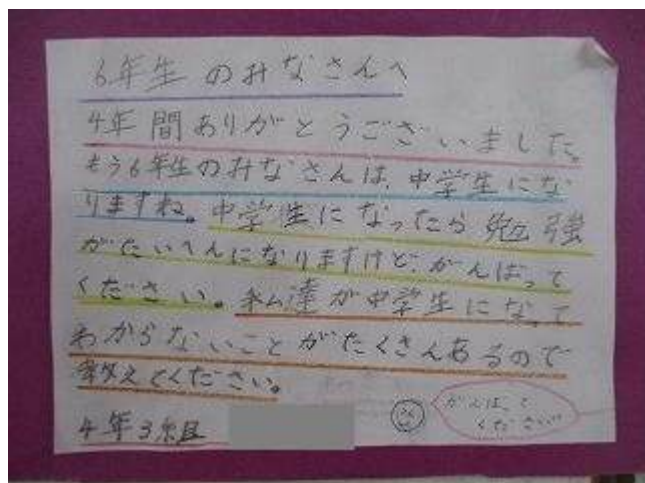 6年生のみなさんへ
4年間ありがとうございました。
もう6年生のみなさんは、中学生にな
りますね。中学生になったら勉強
がたいへんになりますけど、がんばって
ください。私達が中学生になって
わからないことがたくさんあるので
教えてください。
4年3組
がんばって
ください